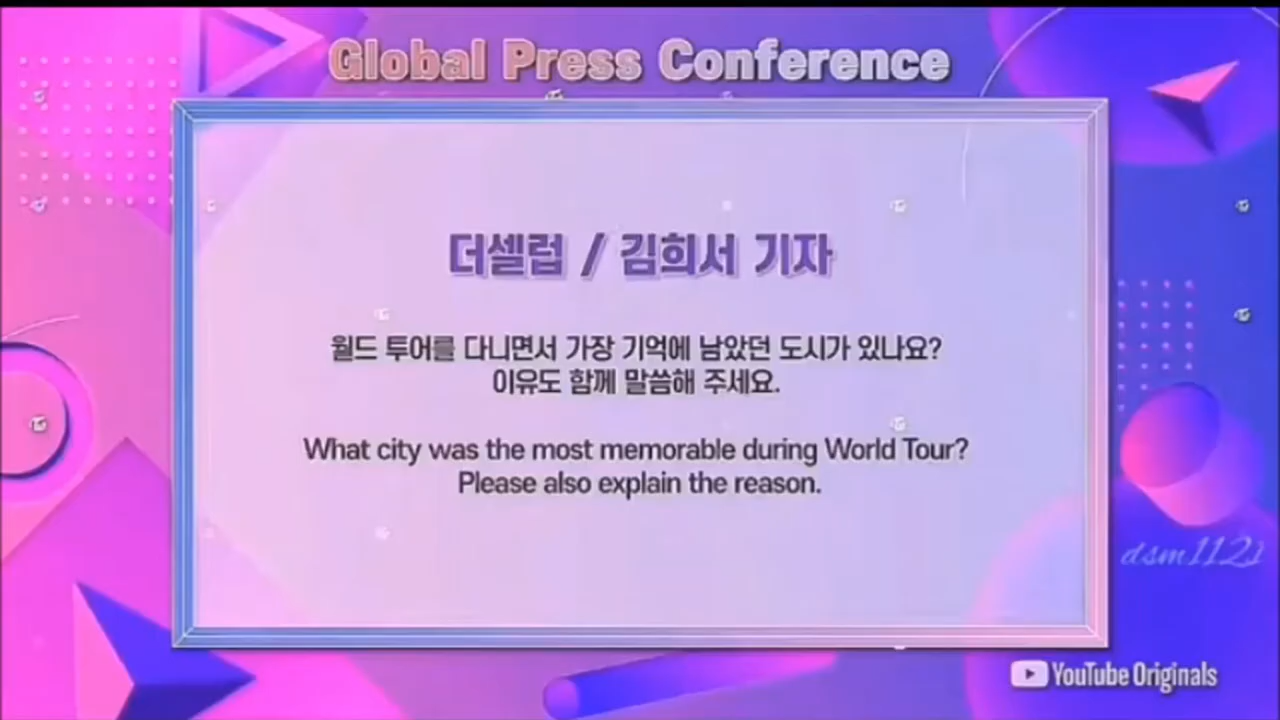 Global Press Conference
더셀럽 / 김희서 기자
월드 투어를 다니면서 가장 기억에 남았던 도시가 있나요?
이유도 함께 말씀해 주세요.
What city was the most memorable during World Tour?
Please also explain the reason.
dsm1121
YouTube Originals